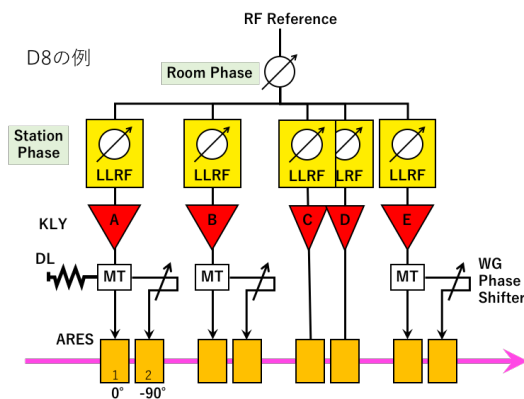 RF Reference
D8の例
Room Phase
Station
Phase
LLRF
LLRF
LLRF
LLRF
LLRF
KLY
A
B
C
D
E
DL
MT
MT
MT
WG
Phase
Shifter
ARES
1
2
0°
-90°